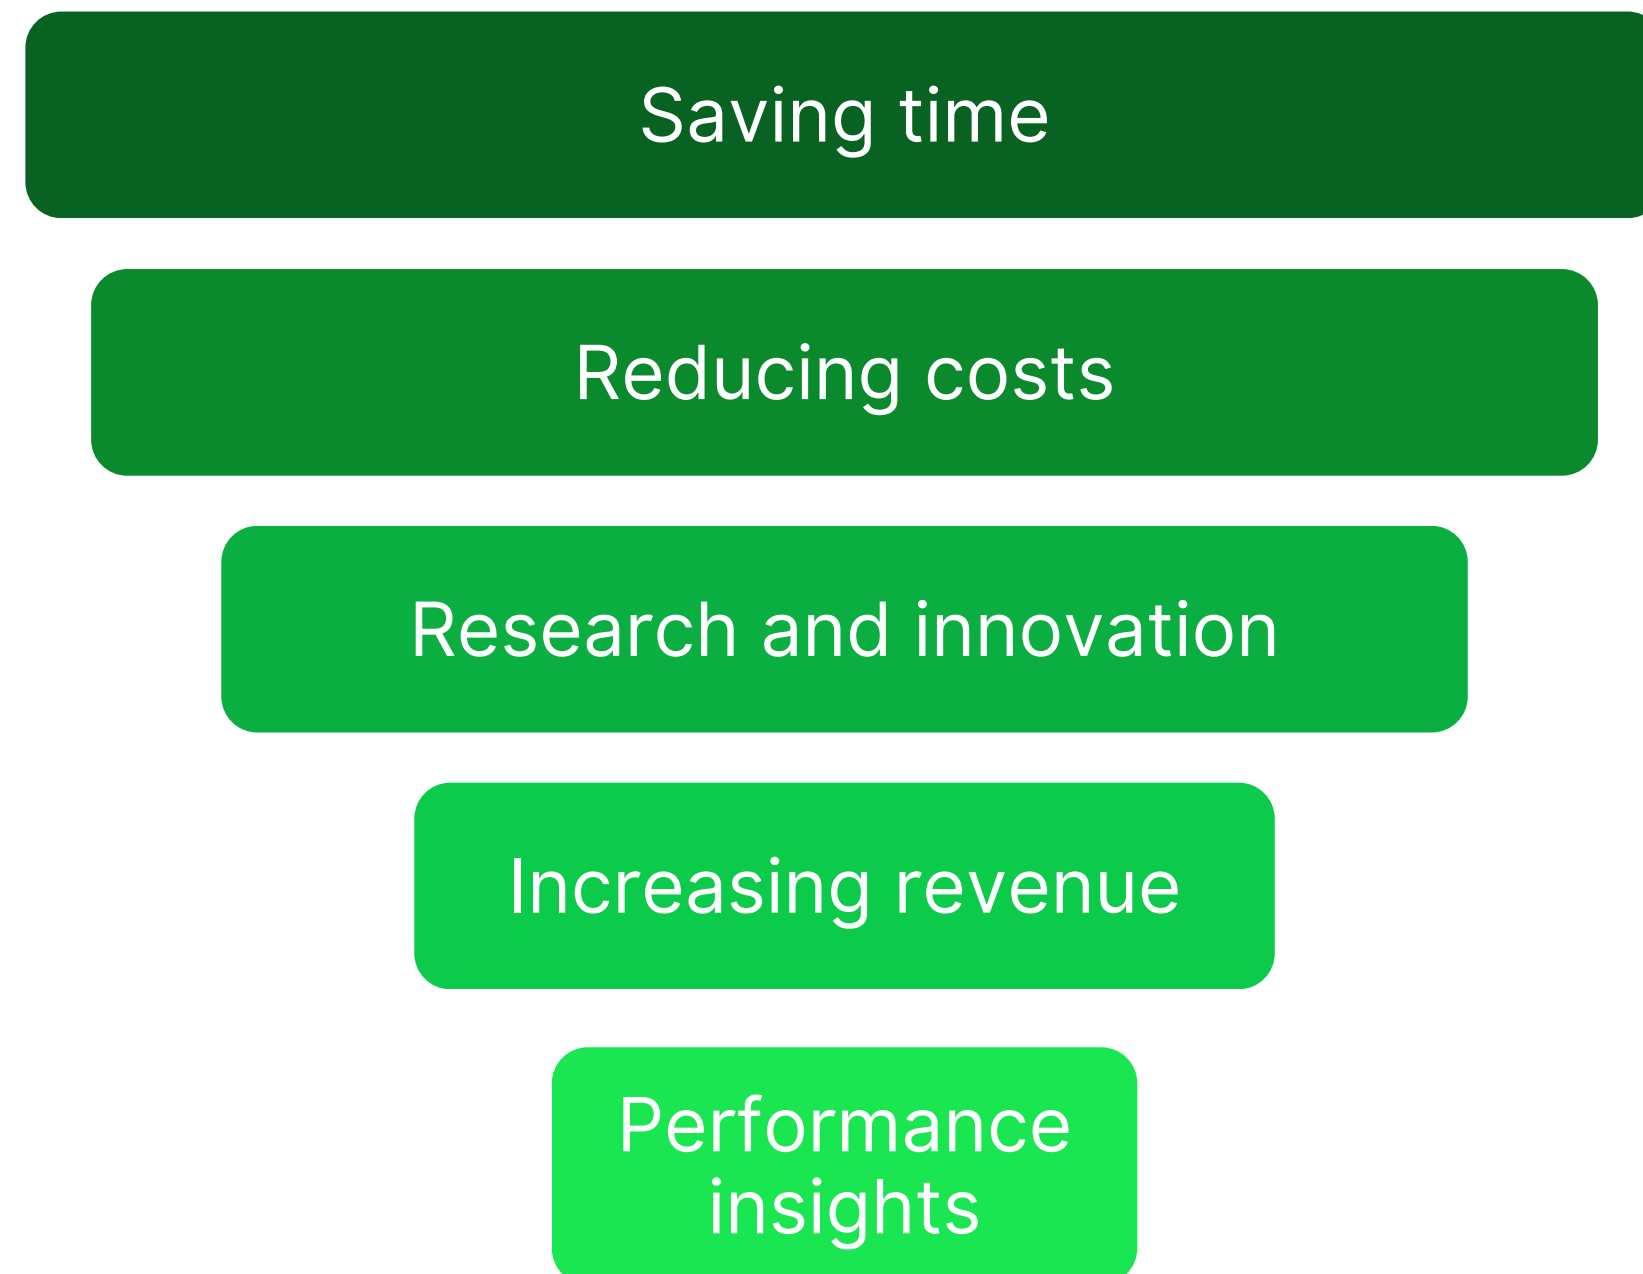 Saving time
Reducing costs
Research and innovation
Increasing revenue
Performance
insights